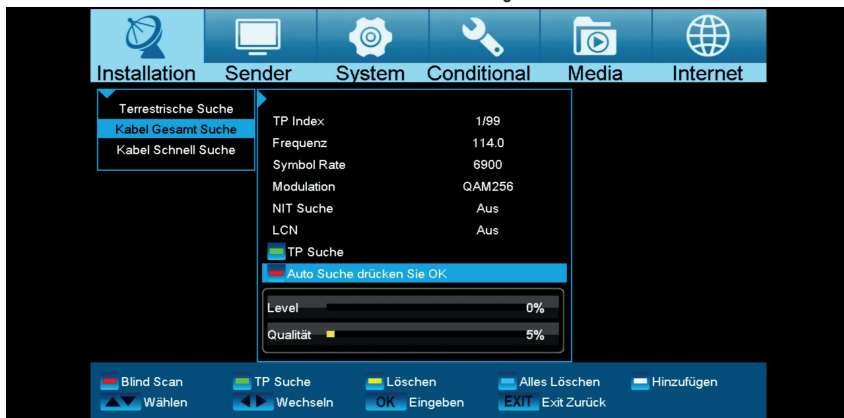 Installation Sender System Conditional Media Internet
Terrestrische Suche
Kabel Gesamt Suche
Kabel Schnell Suche
TP Index 1/99
Frequenz 114.0
Symbol Rate 6900
Modulation QAM256
NIT Suche Aus
LCN Aus
TP Suche
Auto Suche drücken Sie OK
Level 0%
Qualität 5%
Blind Scan TP Suche Löschen Alles Löschen Hinzufügen
Wählen Wechseln OK Eingeben EXIT Exit Zurück